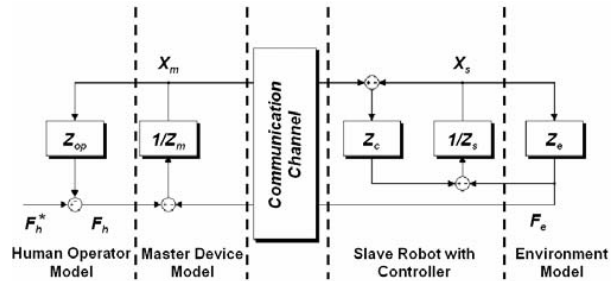 X_m X_s
Z_op 1/Z_m Communication Channel Z_c 1/Z_s Z_e
F_h^* F_h F_e
Human Operator Model
Master Device Model
Slave Robot with Controller
Environment Model